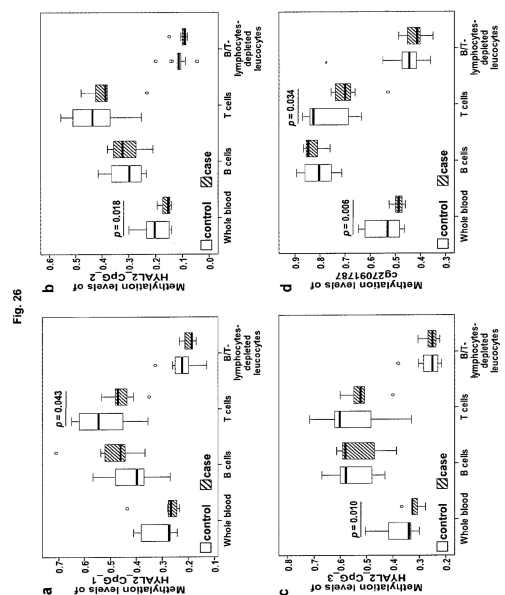 Fig. 26
a
Methylation levels of
HYAL2_CpG_1
0.7
0.6
0.5
0.4
0.3
0.2
0.1
p = 0.043
control
case
Whole blood
B cells
T cells
B/T-
lymphocytes-
depleted
leucocytes
b
Methylation levels of
HYAL2_CpG_2
0.5
0.4
0.3
0.2
0.1
0.0
p = 0.018
control
case
Whole blood
B cells
T cells
B/T-
lymphocytes-
depleted
leucocytes
c
Methylation levels of
HYAL2_CpG_3
0.7
0.6
0.5
0.4
0.3
0.2
p = 0.010
control
case
Whole blood
B cells
T cells
B/T-
lymphocytes-
depleted
leucocytes
d
Methylation levels of
cg27091787
0.9
0.8
0.7
0.6
0.5
0.4
0.3
p = 0.006
p = 0.034
control
case
Whole blood
B cells
T cells
B/T-
lymphocytes-
depleted
leucocytes